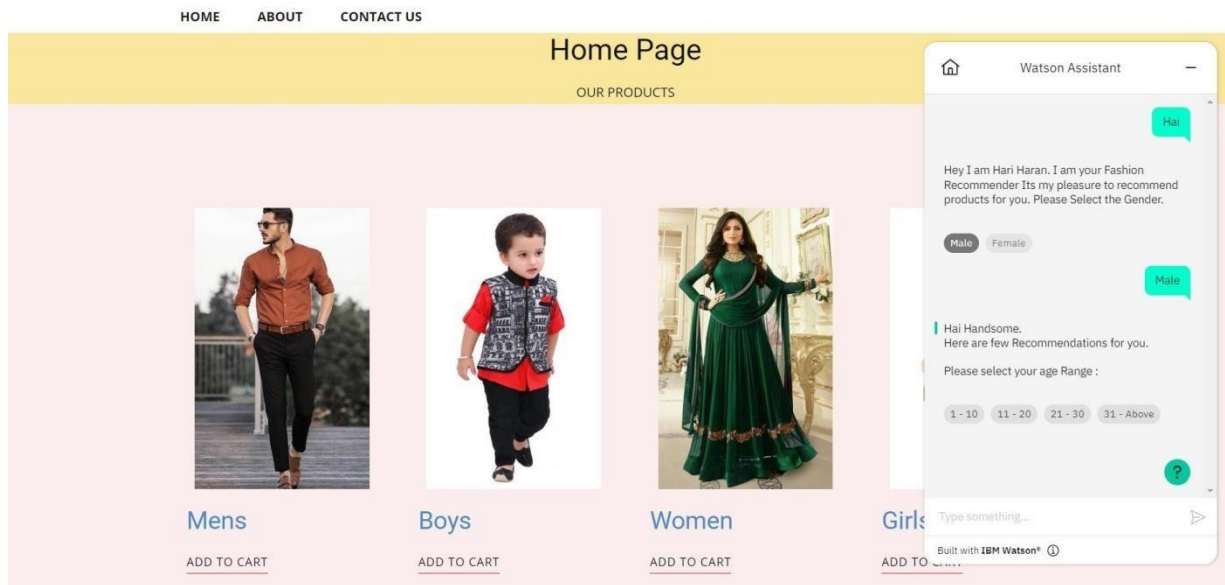 HOME ABOUT CONTACT US
Home Page
OUR PRODUCTS
Mens
Boys
Women
Girls
ADD TO CART
ADD TO CART
ADD TO CART
ADD TO
Watson Assistant
Hai
Hey I am Hari Haran. I am your Fashion
Recommender Its my pleasure to recommend
products for you. Please Select the Gender.
Male Female
Male
Hai Handsome.
Here are few Recommendations for you.
Please select your age Range :
1 - 10 11 - 20 21 - 30 31 - Above
?
Type something...
Built with IBM Watson®